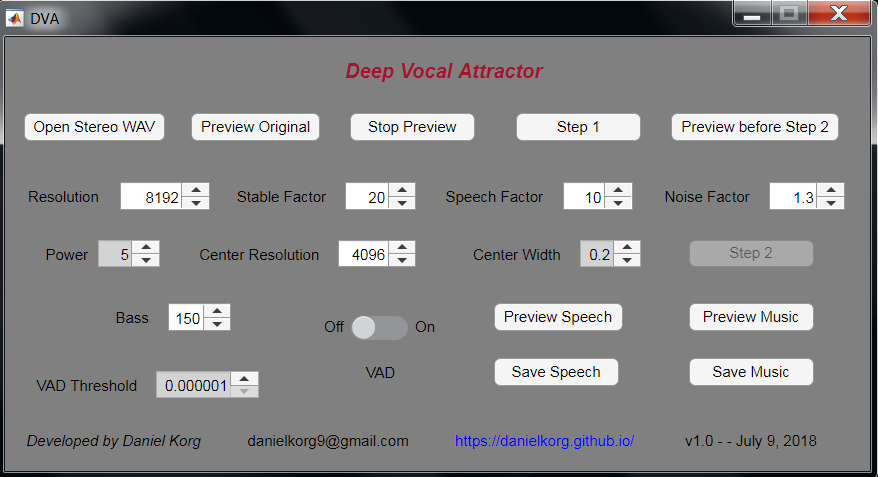 DVA
Deep Vocal Attractor
Open Stereo WAV Preview Original Stop Preview Step 1 Preview before Step 2
Resolution 8192 Stable Factor 20 Speech Factor 10 Noise Factor 1.3
Power 5 Center Resolution 4096 Center Width 0.2 Step 2
Bass 150 Off On Preview Speech Preview Music
VAD Threshold 0.000001 VAD Save Speech Save Music
Developed by Daniel Korg danielkorg9@gmail.com https://danielkorg.github.io/ v1.0 - - July 9, 2018